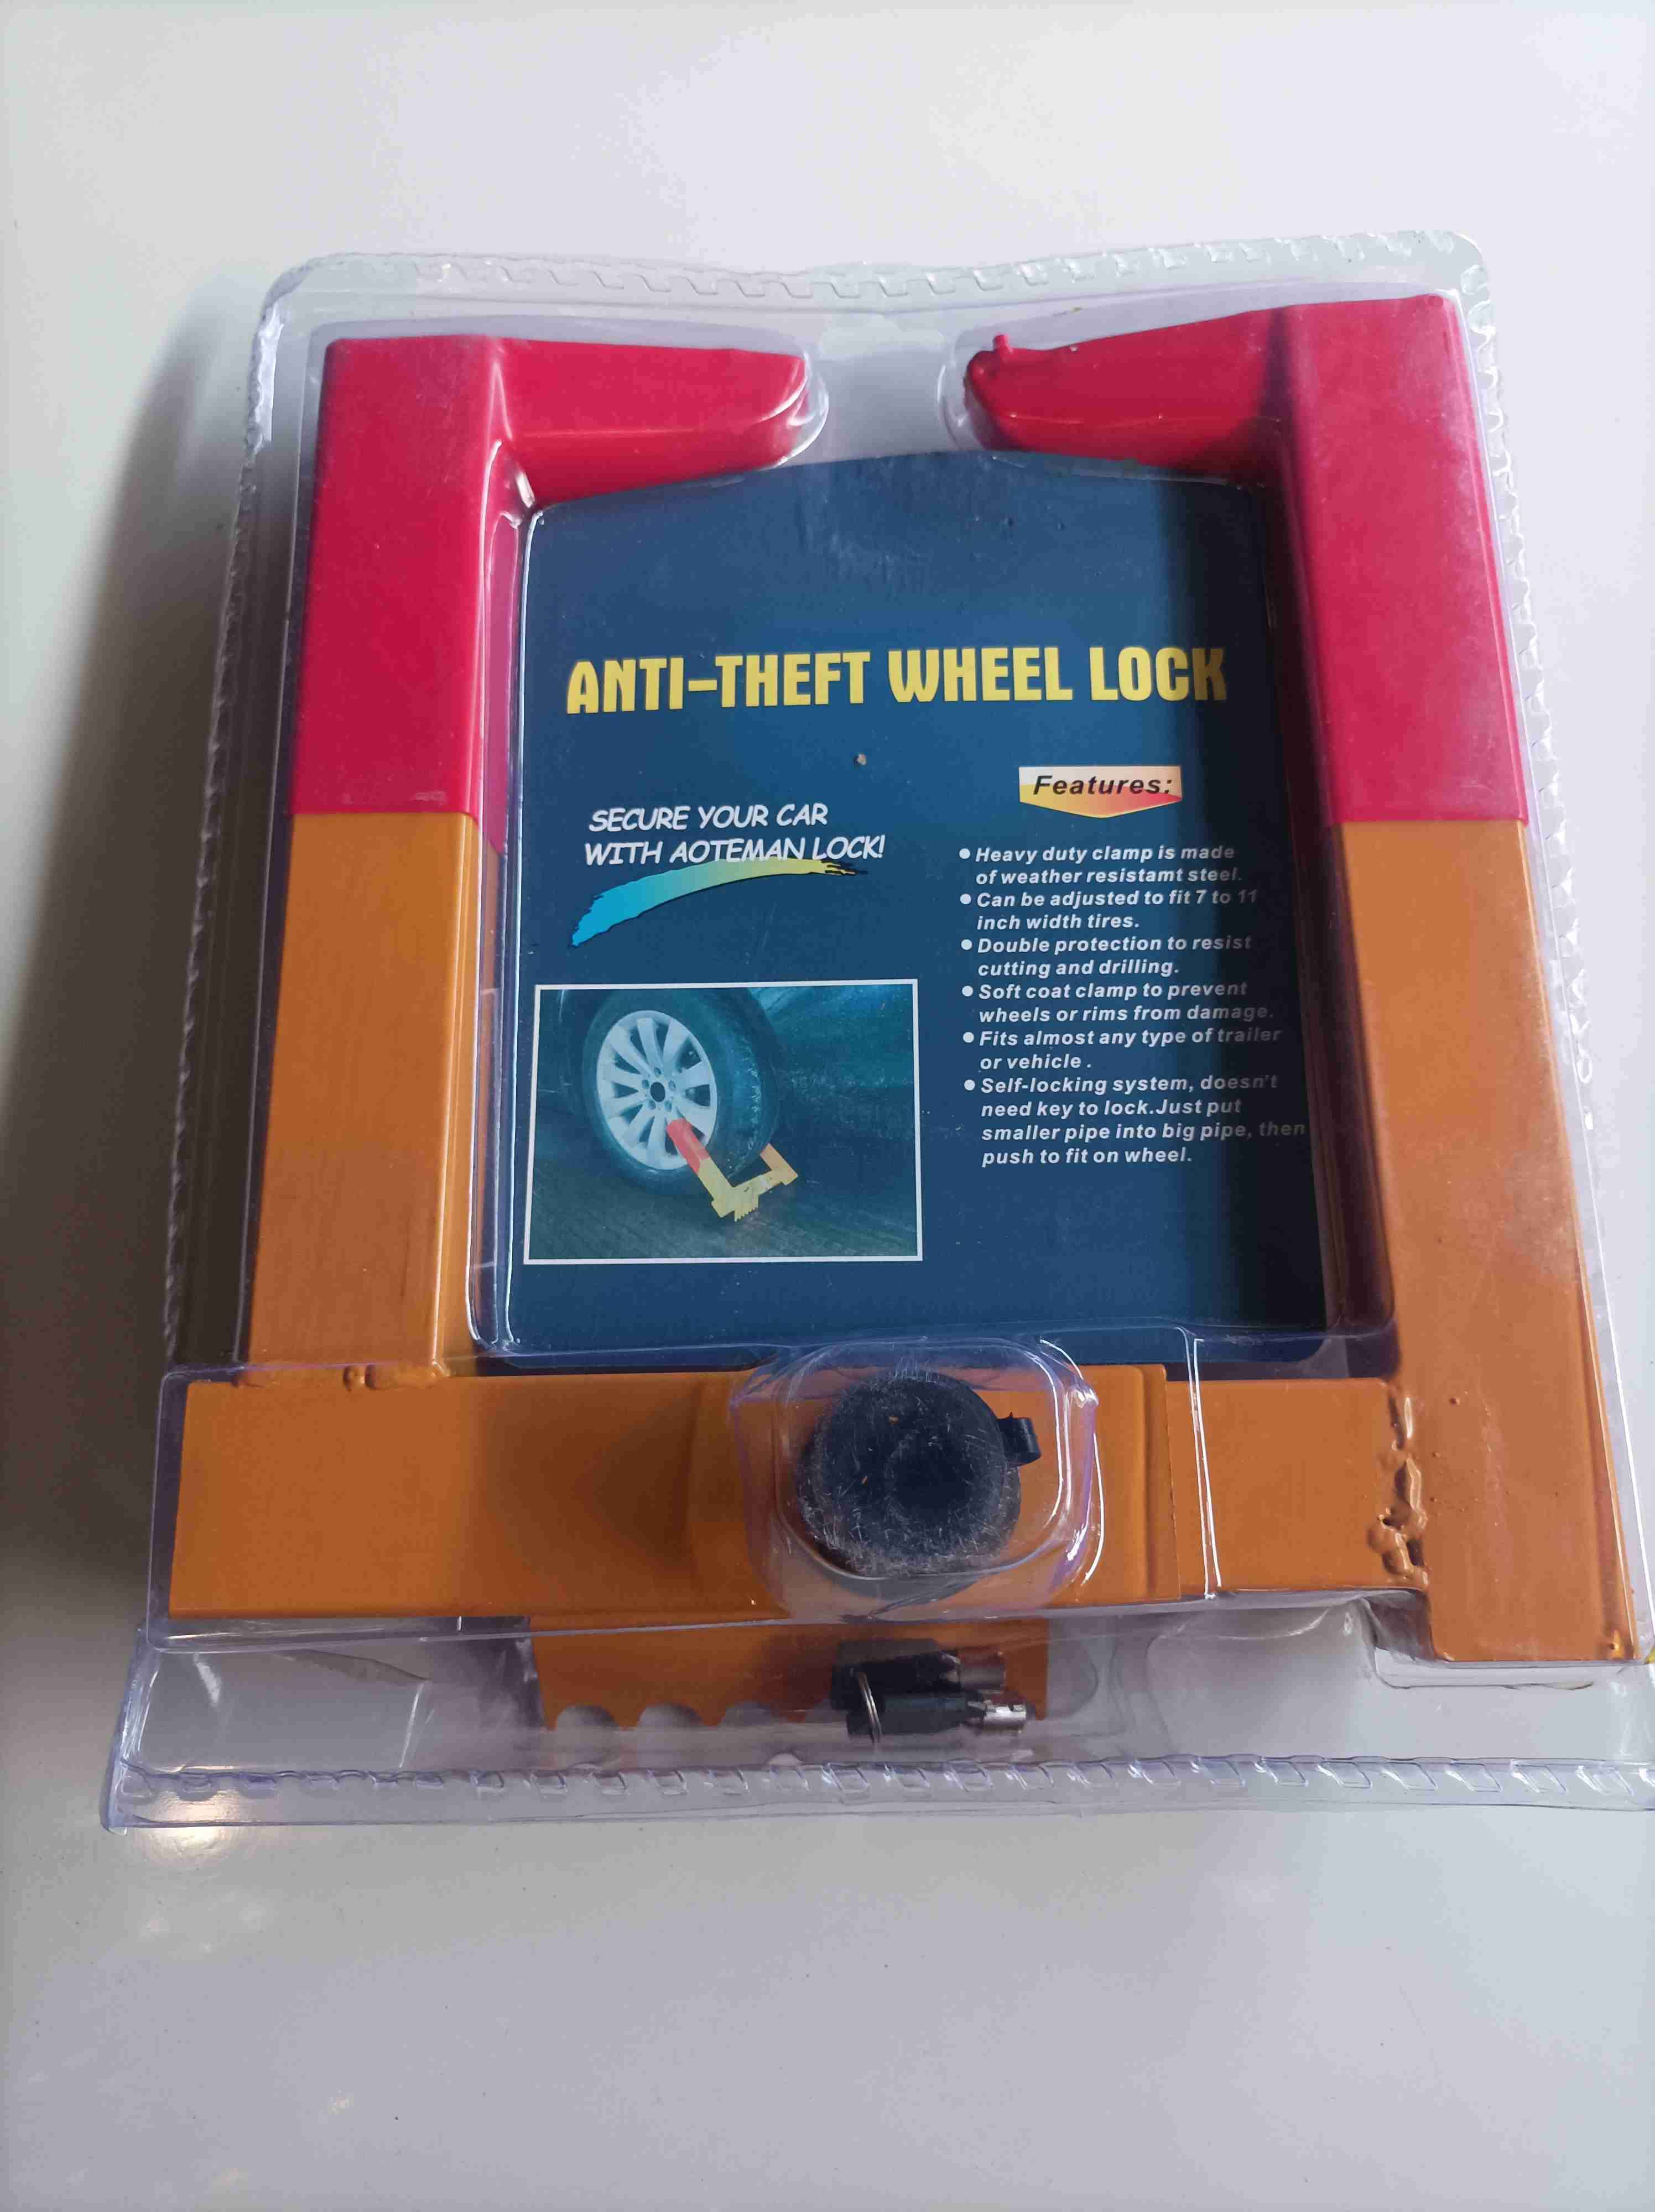 ANTI-THEFT WHEEL LOCK
SECURE YOUR CAR
WITH AOTEMAN LOCK!
Features:
● Heavy duty clamp is made
of weather resistamt steel.
● Can be adjusted to fit 7 to 11
inch width tires.
● Double protection to resist
cutting and drilling.
● Soft coat clamp to prevent
wheels or rims from damage.
● Fits almost any type of trailer
or vehicle .
● Self-locking system, doesn't
need key to lock.Just put
smaller pipe into big pipe, then
push to fit on wheel.